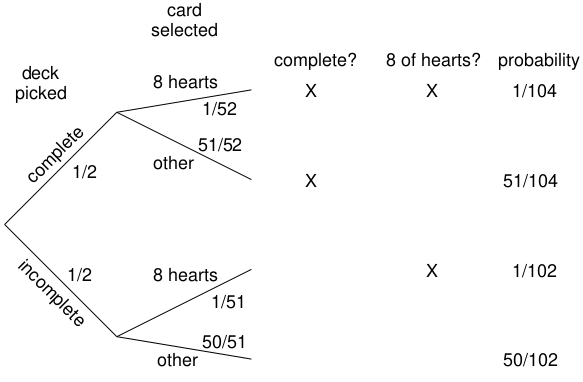 card
selected
complete? 8 of hearts? probability
deck
picked
8 hearts
1/52
X X 1/104
complete
1/2
51/52
other
X 51/104
incomplete
1/2
8 hearts
1/51
X 1/102
50/51
other
50/102